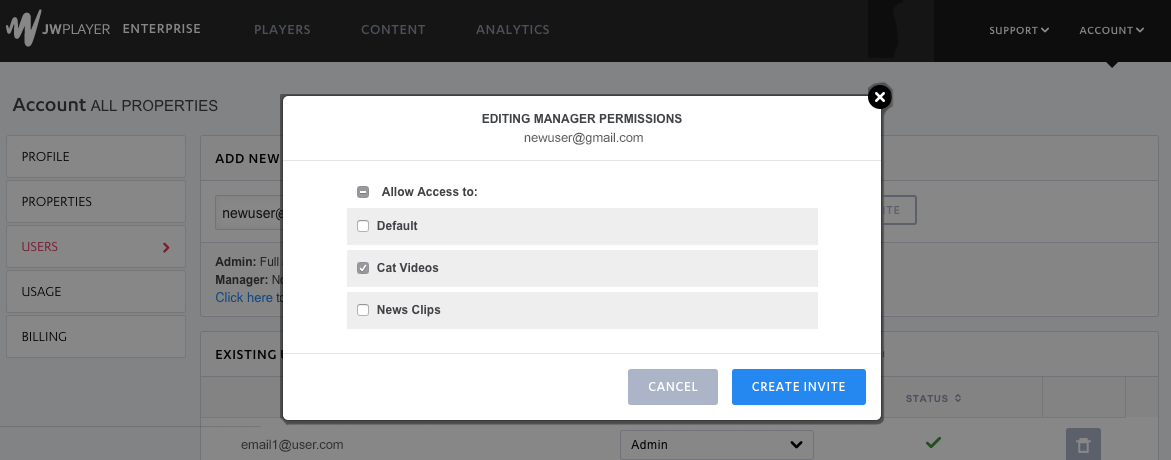 JWPLAYER ENTERPRISE PLAYERS CONTENT ANALYTICS SUPPORT ACCOUNT
Account ALL PROPERTIES
PROFILE
PROPERTIES
USERS
USAGE
BILLING
ADD NEW
newuser@
Admin: Full
Manager:
Click here
EXISTING
EDITING MANAGER PERMISSIONS
newuser@gmail.com
Allow Access to:
Default
Cat Videos
News Clips
CANCEL CREATE INVITE
STATUS
email1@user.com Admin